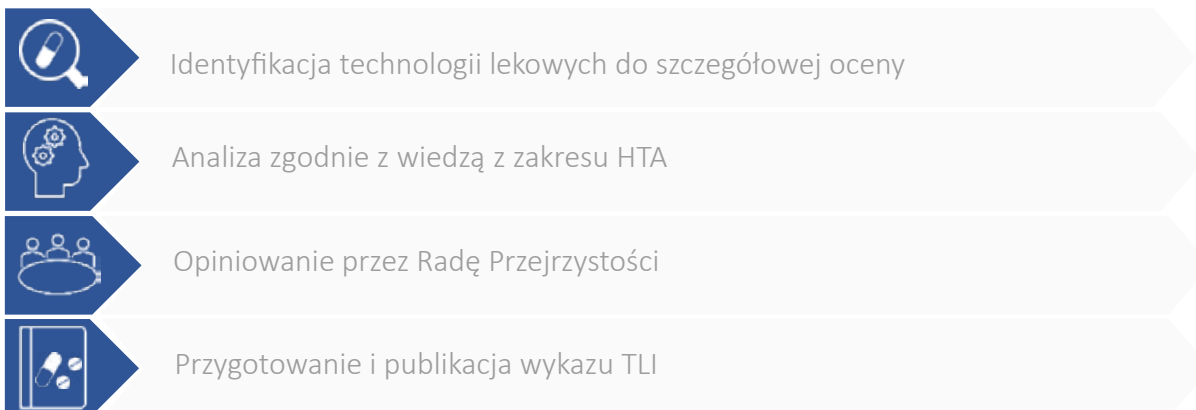 Identyfikacja technologii lekowych do szczegółowej oceny
Analiza zgodnie z wiedzą z zakresu HTA
Opiniowanie przez Radę Przejrzystości
Przygotowanie i publikacja wykazu TLI